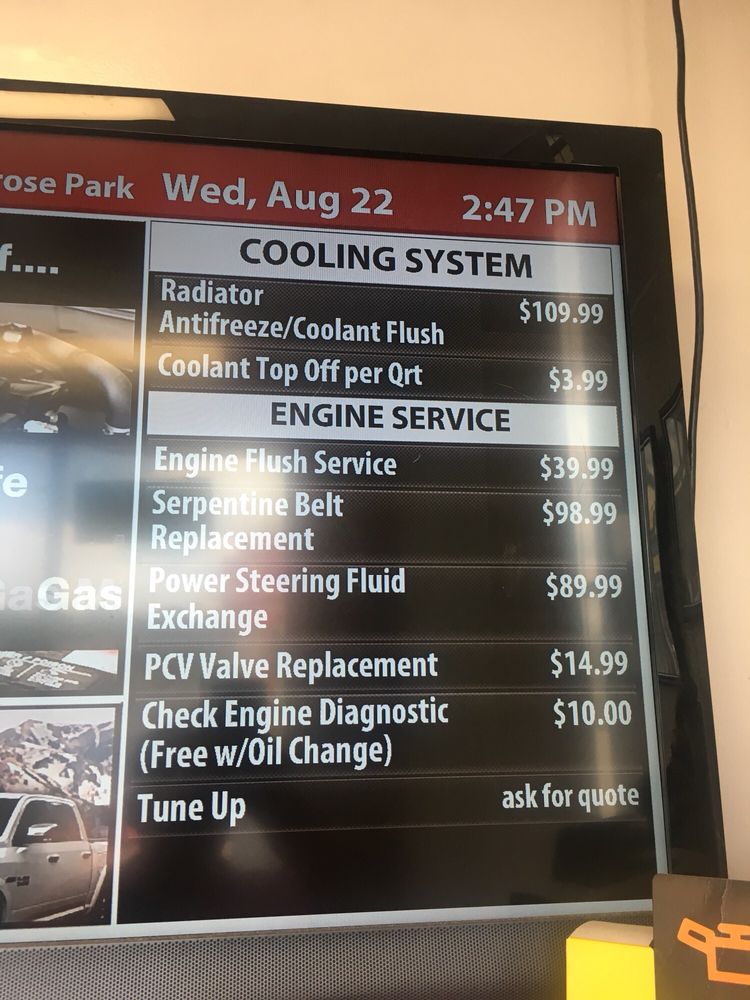 rose Park Wed, Aug 22 2:47 PM
f....
COOLING SYSTEM
Radiator
Antifreeze/Coolant Flush $109.99
Coolant Top Off per Qrt $3.99
ENGINE SERVICE
Engine Flush Service $39.99
Serpentine Belt
Replacement $98.99
Power Steering Fluid
Exchange $89.99
PCV Valve Replacement $14.99
Check Engine Diagnostic
(Free w/Oil Change) $10.00
Tune Up ask for quote
Gas